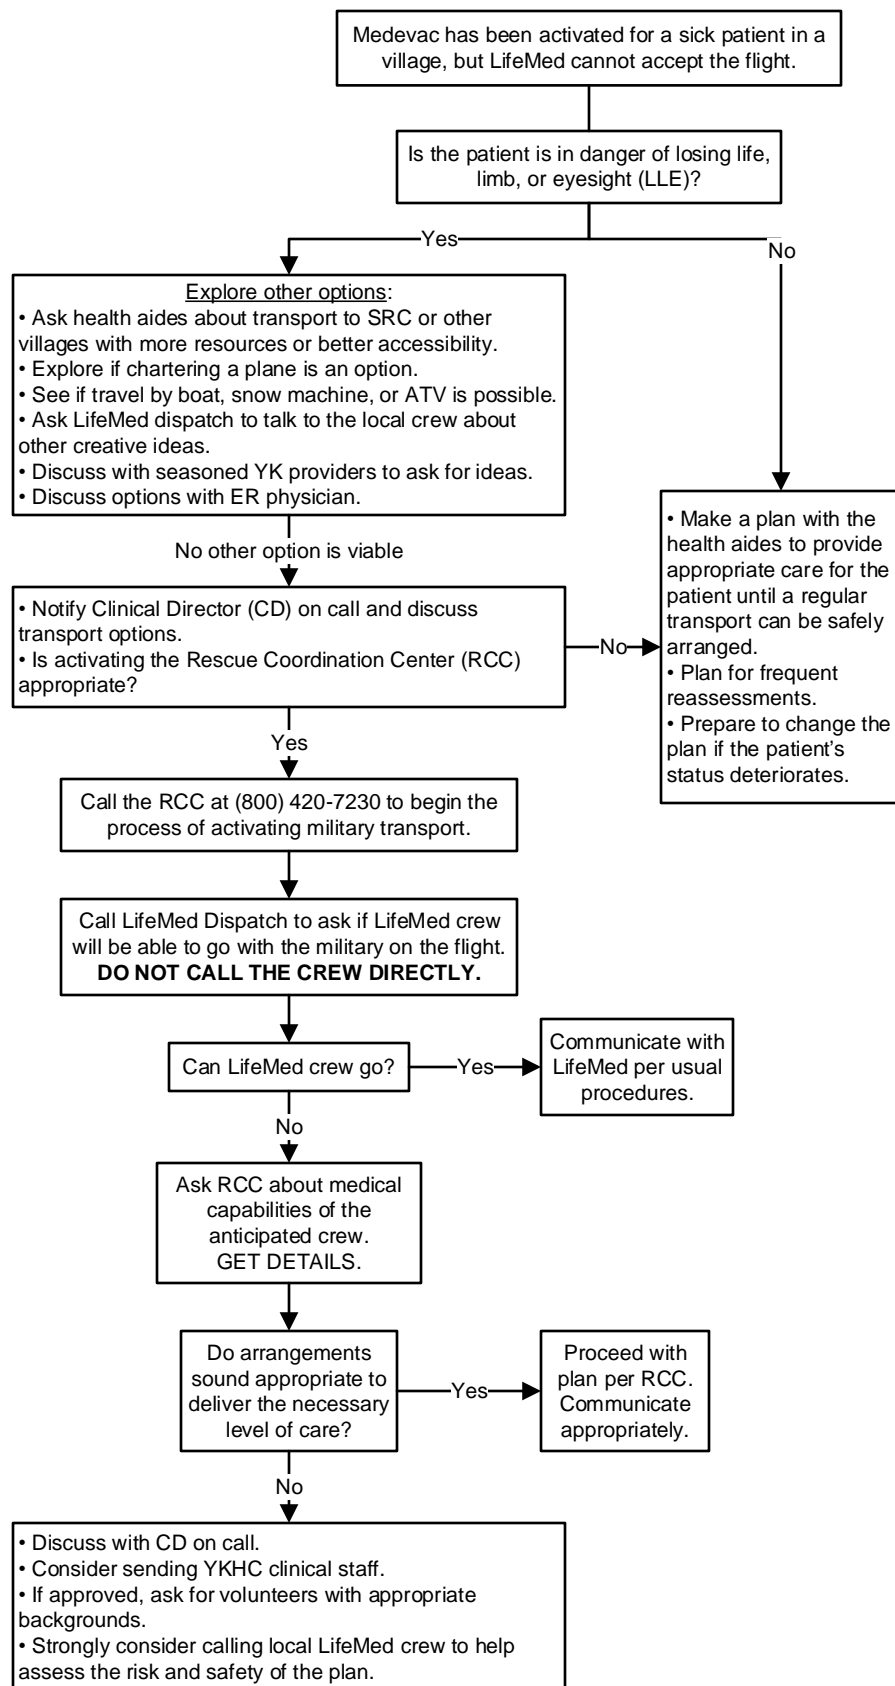 Medevac has been activated for a sick patient in a
village, but LifeMed cannot accept the flight.
Is the patient is in danger of losing life,
limb, or eyesight (LLE)?
Yes
No
Explore other options:
• Ask health aides about transport to SRC or other
villages with more resources or better accessibility.
• Explore if chartering a plane is an option.
• See if travel by boat, snow machine, or ATV is possible.
• Ask LifeMed dispatch to talk to the local crew about
other creative ideas.
• Discuss with seasoned YK providers to ask for ideas.
• Discuss options with ER physician.
No other option is viable
• Notify Clinical Director (CD) on call and discuss
transport options.
• Is activating the Rescue Coordination Center (RCC)
appropriate?
No
• Make a plan with the
health aides to provide
appropriate care for the
patient until a regular
transport can be safely
arranged.
• Plan for frequent
reassessments.
• Prepare to change the
plan if the patient's
status deteriorates.
Yes
Call the RCC at (800) 420-7230 to begin the
process of activating military transport.
Call LifeMed Dispatch to ask if LifeMed crew
will be able to go with the military on the flight.
DO NOT CALL THE CREW DIRECTLY.
Can LifeMed crew go?
Yes
Communicate with
LifeMed per usual
procedures.
No
Ask RCC about medical
capabilities of the
anticipated crew.
GET DETAILS.
Do arrangements
sound appropriate to
deliver the necessary
level of care?
Yes
Proceed with
plan per RCC.
Communicate
appropriately.
No
• Discuss with CD on call.
• Consider sending YKHC clinical staff.
• If approved, ask for volunteers with appropriate
backgrounds.
• Strongly consider calling local LifeMed crew to help
assess the risk and safety of the plan.